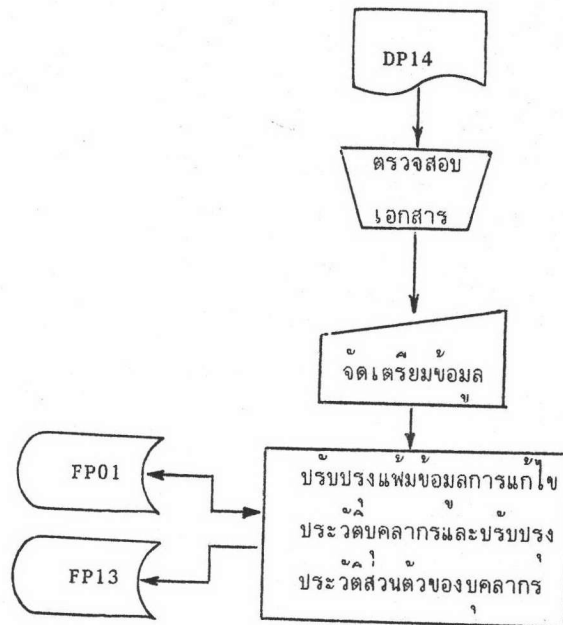 DP14
ตรวจสอบ
เอกสาร
จัดเตรียมข้อมูล
FP01
ปรับปรุงแฟ้มข้อมูลการแก้ไข
ประวัติบุคลากรและปรับปรุง
FP13
ประวัติส่วนตัวของบุคลากร